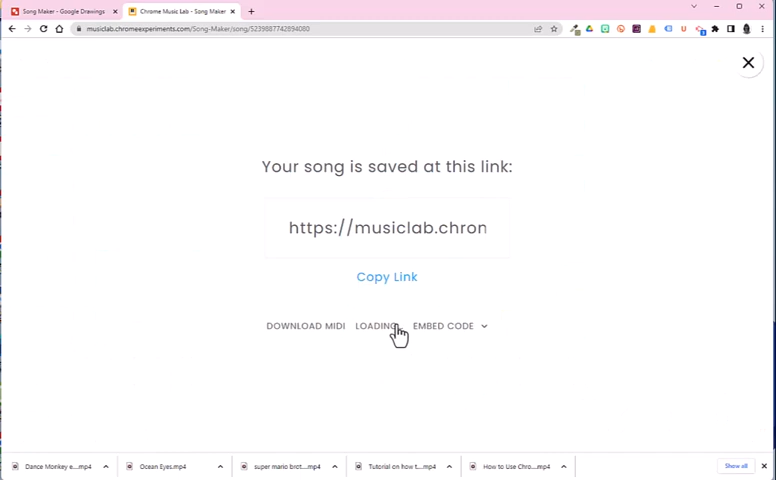 Song Maker - Google Drawings
Chrome Music Lab - Song Maker
musiclab.chromeexperiments.com/Song-Maker/song/5239887742894080
Your song is saved at this link:
https://musiclab.chron
Copy Link
DOWNLOAD MIDI LOADING EMBED CODE
Dance Monkey e....mp4 Ocean Eyes.mp4 super mario brot....mp4 Tutorial on how t....mp4 How to Use Chro....mp4 Show all